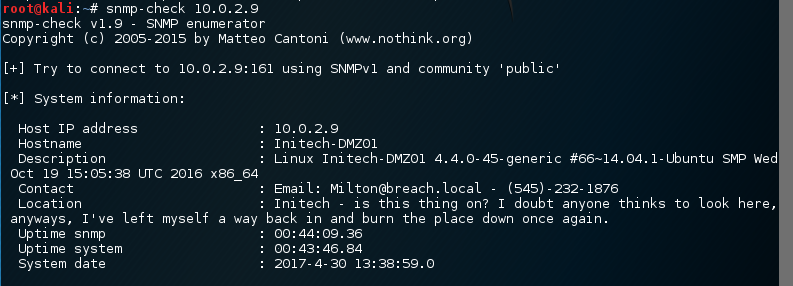 root@kali:~# snmp-check 10.0.2.9
snmp-check v1.9 - SNMP enumerator
Copyright (c) 2005-2015 by Matteo Cantoni (www.nothink.org)
[+] Try to connect to 10.0.2.9:161 using SNMPv1 and community 'public'
[*] System information:
Host IP address : 10.0.2.9
Hostname : Initech-DMZ01
Description : Linux Initech-DMZ01 4.4.0-45-generic #66~14.04.1-Ubuntu SMP Wed
Oct 19 15:05:38 UTC 2016 x86_64
Contact : Email: Milton@breach.local - (545)-232-1876
Location : Initech - is this thing on? I doubt anyone thinks to look here,
anyways, I've left myself a way back in and burn the place down once again.
Uptime snmp : 00:44:09.36
Uptime system : 00:43:46.84
System date : 2017-4-30 13:38:59.0